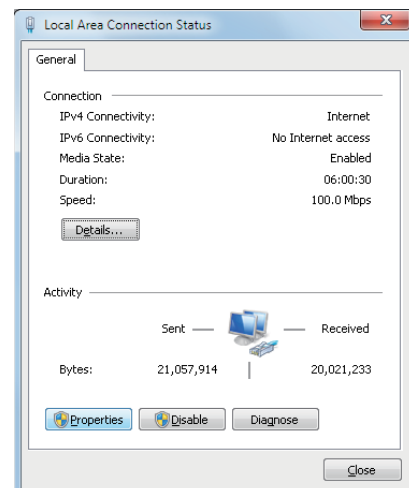 Local Area Connection Status
General
Connection
IPv4 Connectivity: Internet
IPv6 Connectivity: No Internet access
Media State: Enabled
Duration: 06:00:30
Speed: 100.0 Mbps
Details...
Activity
Sent — Received
Bytes: 21,057,914 20,021,233
Properties Disable Diagnose
Close